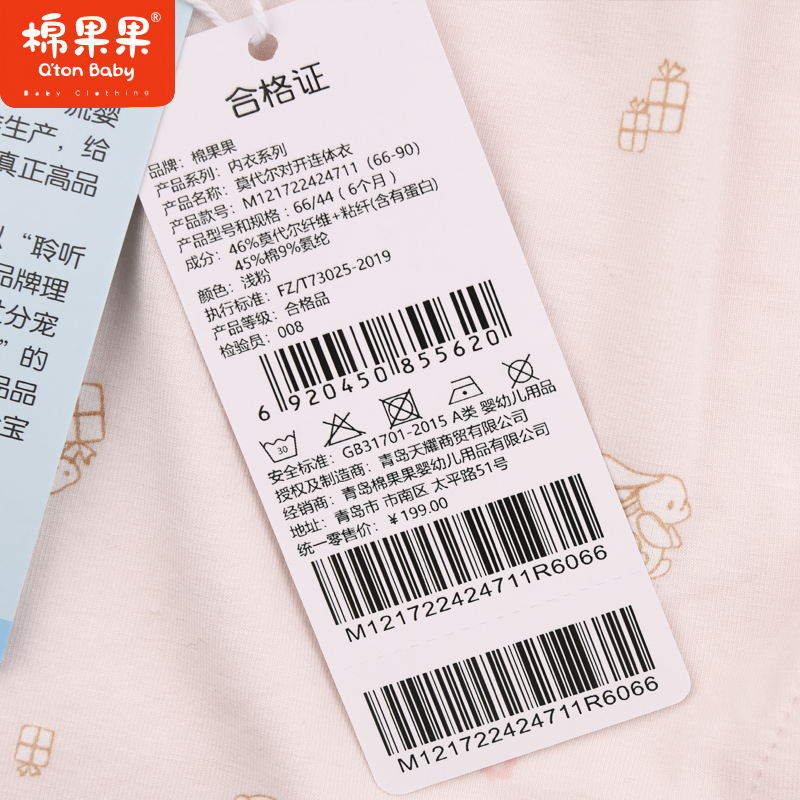 棉果果®
Q'ton Baby
Baby Clothing
生产，给
真正高品
“聆听
品牌理
分宠
”的
品品
宝
合格证
品牌：棉果果
产品系列：内衣系列
产品名称：莫代尔对开连体衣
产品款号：M121722424711（66-90）
产品型号和规格：66/44（6个月）
成分：46%莫代尔纤维+粘纤(含有蛋白)
45%棉9%氨纶
颜色：浅粉
执行标准：FZ/T73025-2019
产品等级：合格品
检验员：008
6 920450 855620
30
安全标准：GB31701-2015 A类 婴幼儿用品
授权及制造商：青岛天耀商贸有限公司
经销商：青岛棉果果婴幼儿用品有限公司
地址：青岛市 市南区 太平路51号
统一零售价：￥199.00
M121722424711R6066
M121722424711R6066